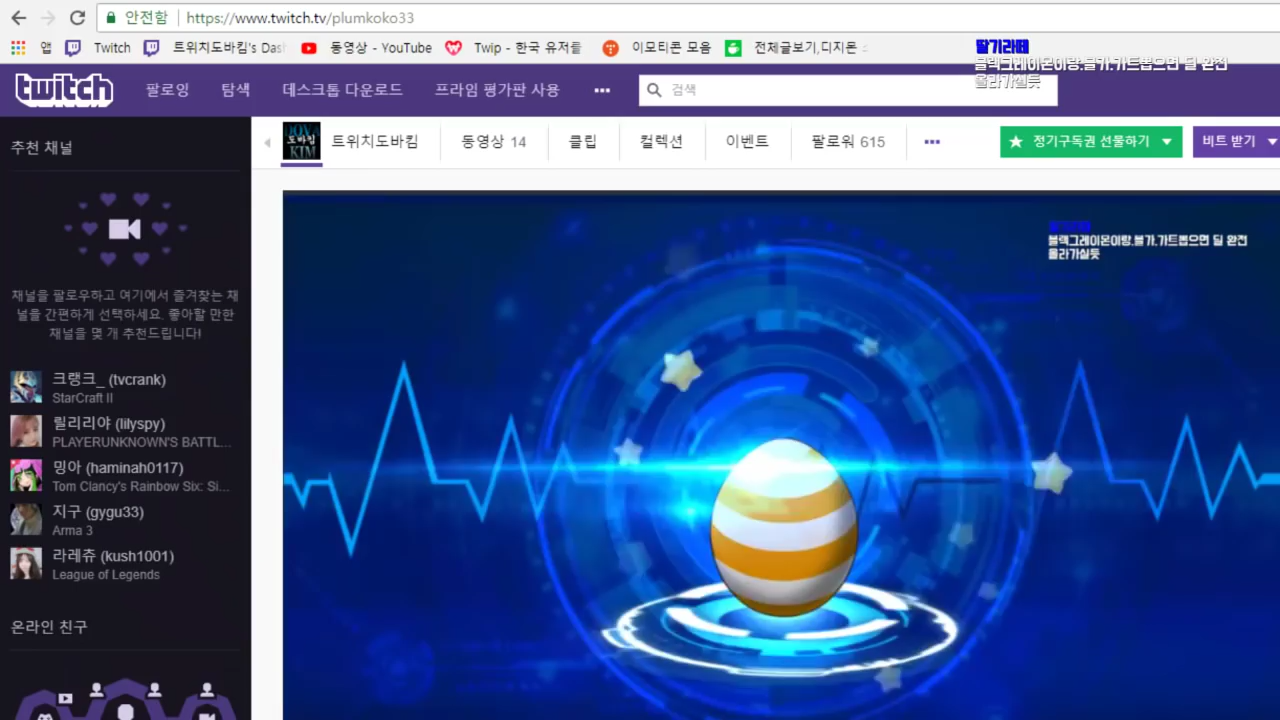 안전함 https://www.twitch.tv/plumkoko33
앱 Twitch 트위치도바킴's Das 동영상 - YouTube Twip - 한국 유저를 이모티콘 모음 전체글보기,디지몬
딸기라떼
블랙그레이몬이랑,블가,가트뽑으면 딜 완전
올라가실듯
twitch 팔로잉 탐색 데스크톱 다운로드 프라임 평가판 사용 검색
추천 채널
DOVA
도바킴
KIM
트위치도바킴 동영상 14 클립 컬렉션 이벤트 팔로워 615 정기구독권 선물하기 비트 받기
블랙그레이몬이랑,블가,가트뽑으면 딜 완전
올라가실듯
채널을 팔로우하고 여기에서 즐겨찾는 채
널을 간편하게 선택하세요. 좋아할 만한
채널을 몇 개 추천드립니다!
크랭크_ (tvcrank)
StarCraft II
릴리리야 (lilyspy)
PLAYERUNKNOWN'S BATTL...
밍아 (haminah0117)
Tom Clancy's Rainbow Six: Si...
지구 (gygu33)
Arma 3
라레츄 (kush1001)
League of Legends
온라인 친구